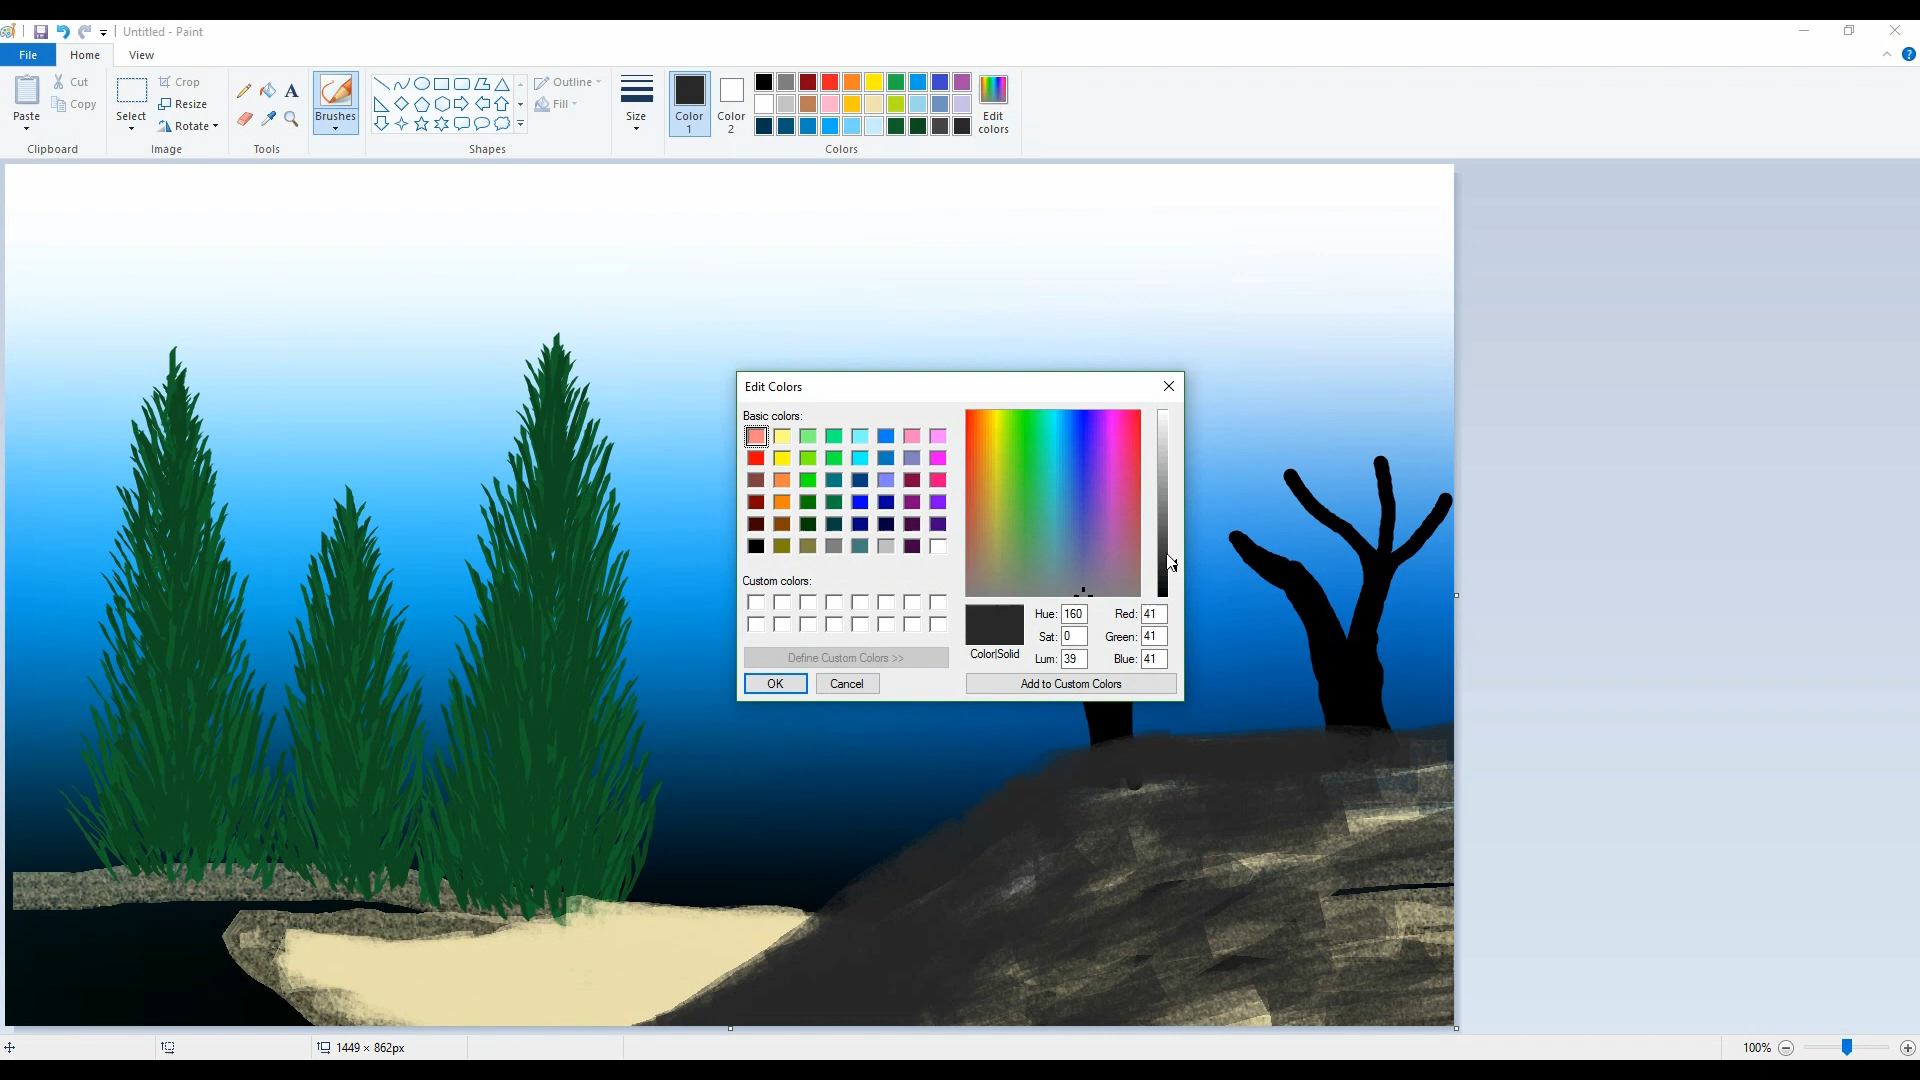 Untitled - Paint
File Home View
Paste
Clipboard
Cut
Copy
Select
Crop
Resize
Rotate
Image
A
Tools
Brushes
Shapes
Outline
Fill
Size
Color 1
Color 2
Edit colors
Colors
?
Edit Colors
Basic colors:
Custom colors:
Define Custom Colors >>
OK Cancel
Color|Solid
Hue: 160 Red: 41
Sat: 0 Green: 41
Lum: 39 Blue: 41
Add to Custom Colors
1449 × 862px
100%